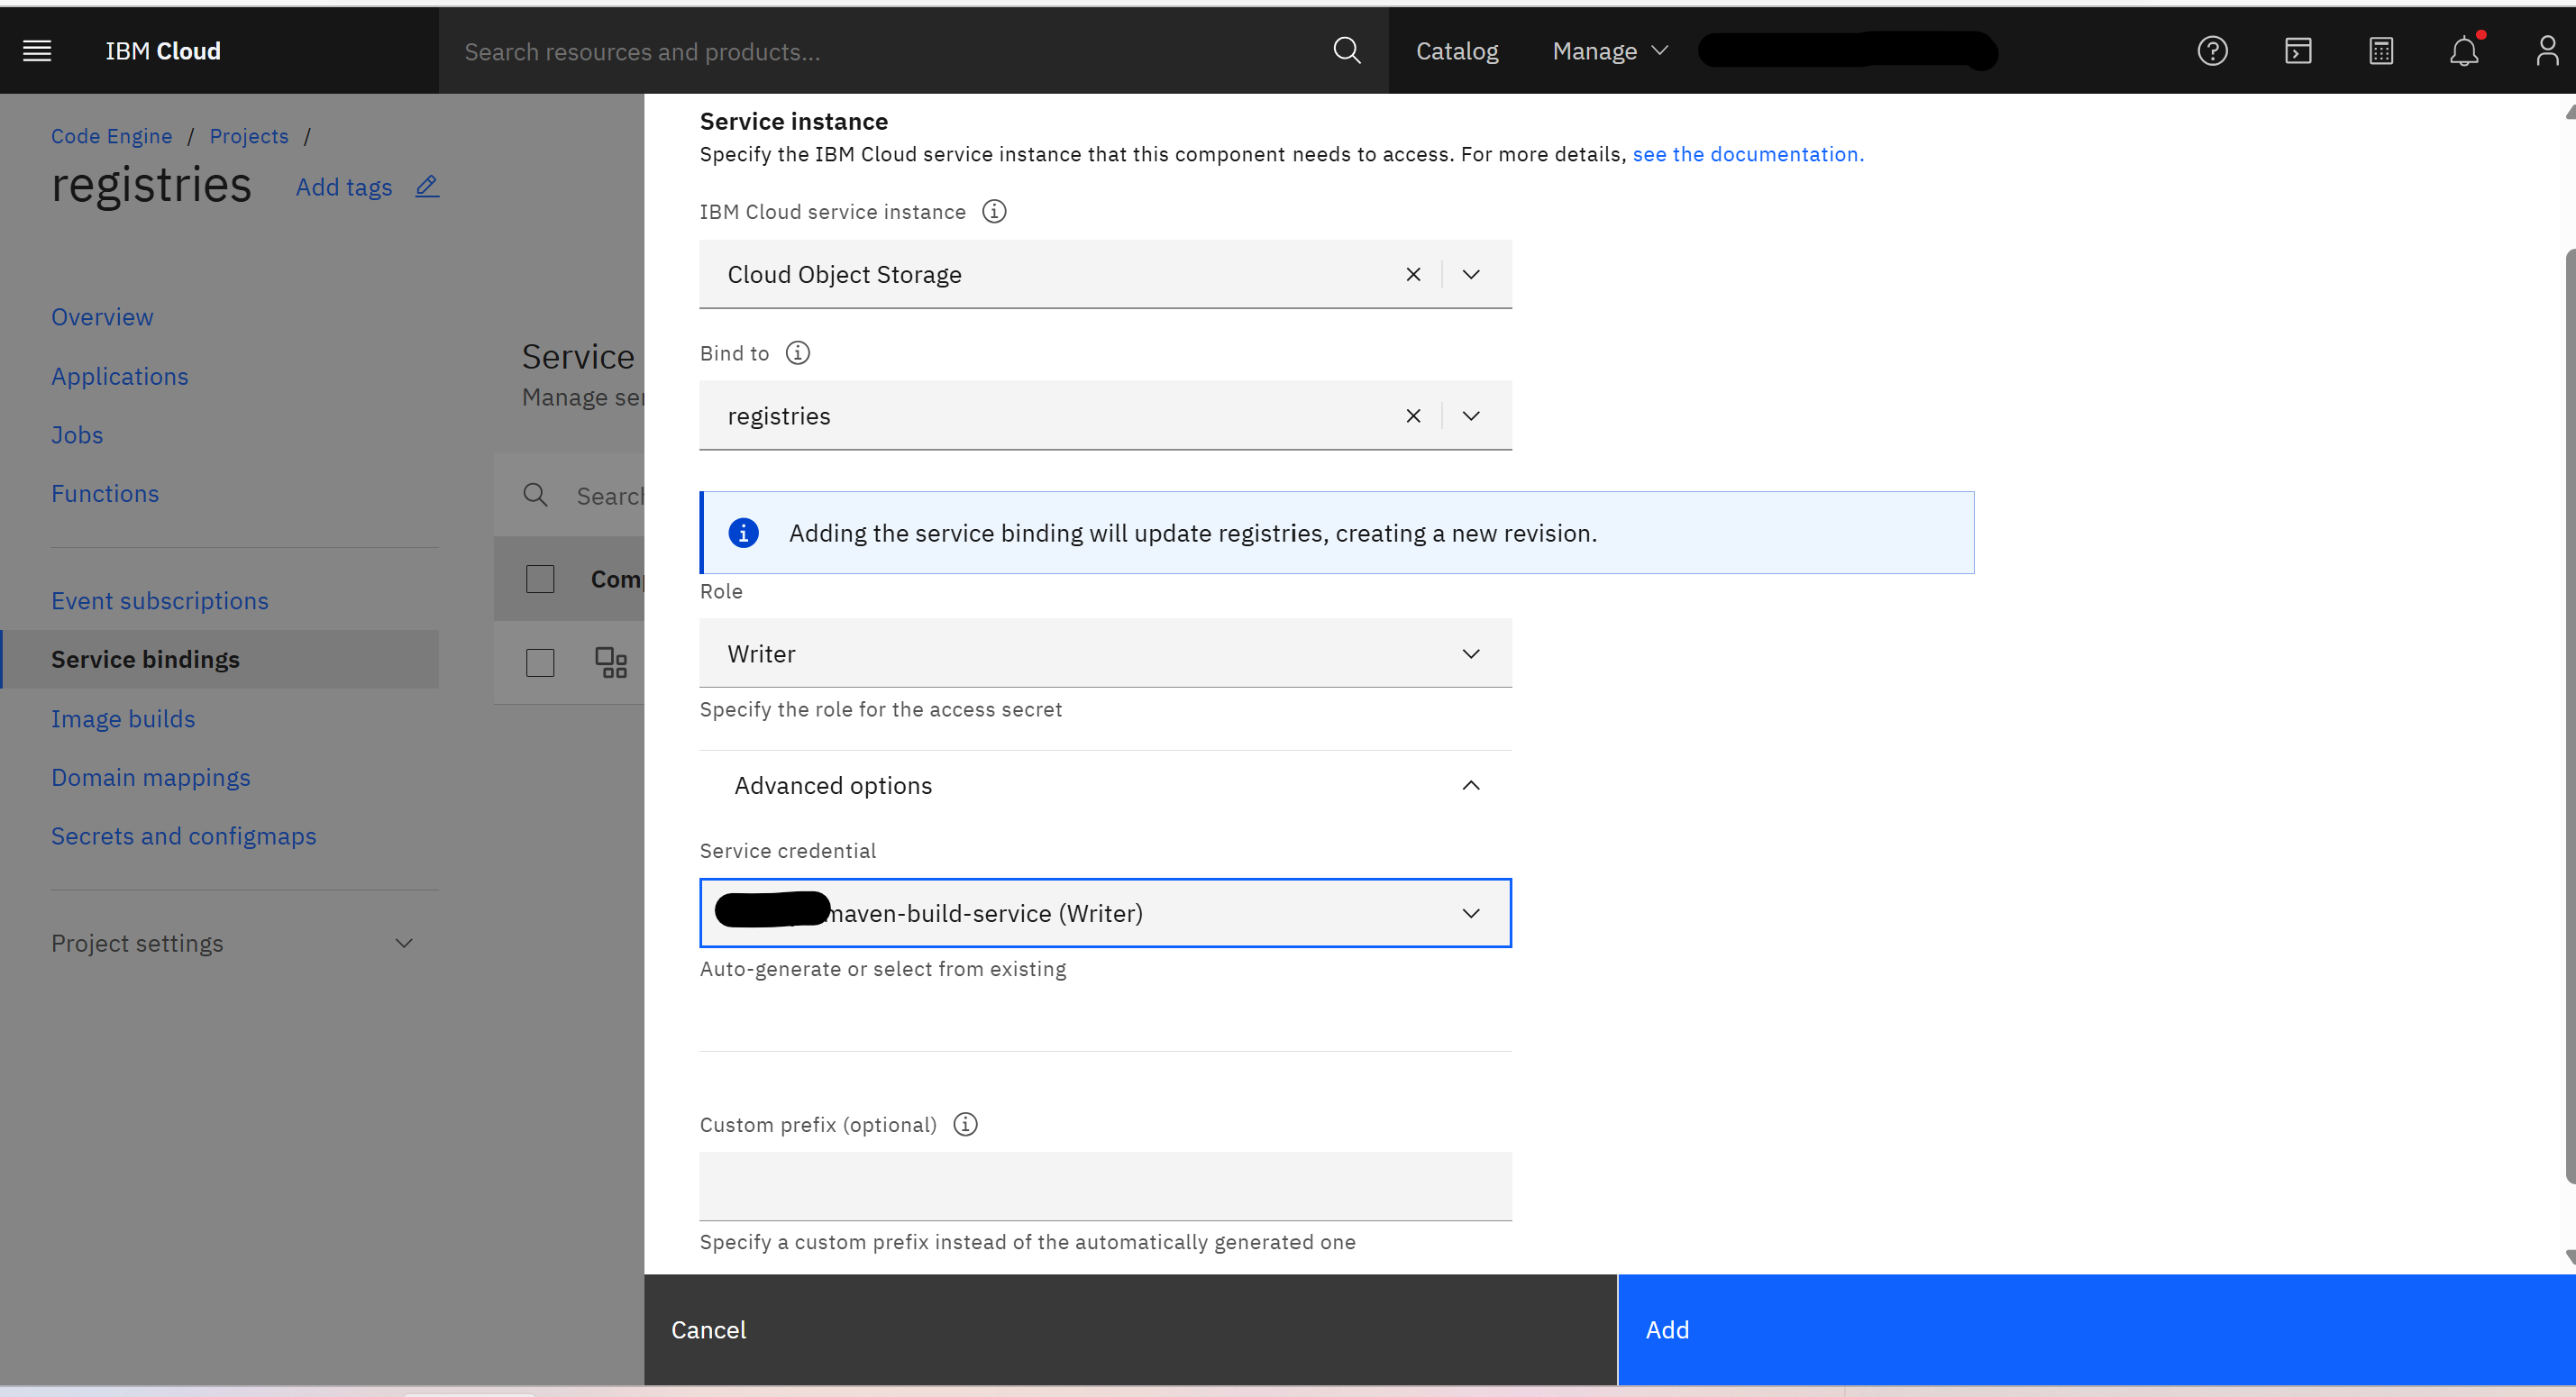 IBM Cloud
Search resources and products...
Catalog
Manage
Code Engine / Projects /
registries
Add tags
Overview
Applications
Jobs
Functions
Event subscriptions
Service bindings
Image builds
Domain mappings
Secrets and configmaps
Project settings
Service
Manage
Service instance
Specify the IBM Cloud service instance that this component needs to access. For more details, see the documentation.
IBM Cloud service instance
Cloud Object Storage
Bind to
registries
Adding the service binding will update registries, creating a new revision.
Role
Writer
Specify the role for the access secret
Advanced options
Service credential
maven-build-service (Writer)
Auto-generate or select from existing
Custom prefix (optional)
Specify a custom prefix instead of the automatically generated one
Cancel
Add